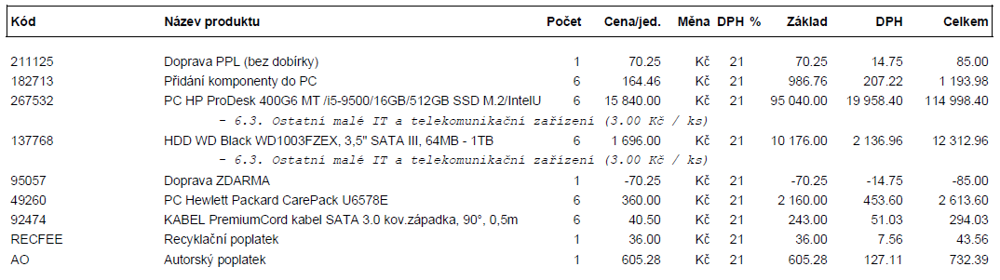 Kód Název produktu Počet Cena/jed. Měna DPH % Základ DPH Celkem
211125 Doprava PPL (bez dobírky) 1 70.25 Kč 21 70.25 14.75 85.00
182713 Přidání komponenty do PC 6 164.46 Kč 21 986.76 207.22 1 193.98
267532 PC HP ProDesk 400G6 MT /i5-9500/16GB/512GB SSD M.2/IntelU 6 15 840.00 Kč 21 95 040.00 19 958.40 114 998.40
- 6.3. Ostatní malé IT a telekomunikační zařízení (3.00 Kč / ks)
137768 HDD WD Black WD1003FZEX, 3,5" SATA III, 64MB - 1TB 6 1 696.00 Kč 21 10 176.00 2 136.96 12 312.96
- 6.3. Ostatní malé IT a telekomunikační zařízení (3.00 Kč / ks)
95057 Doprava ZDARMA 1 -70.25 Kč 21 -70.25 -14.75 -85.00
49260 PC Hewlett Packard CarePack U6578E 6 360.00 Kč 21 2 160.00 453.60 2 613.60
92474 KABEL PremiumCord kabel SATA 3.0 kov.západka, 90°, 0,5m 6 40.50 Kč 21 243.00 51.03 294.03
RECFEE Recyklační poplatek 1 36.00 Kč 21 36.00 7.56 43.56
AO Autorský poplatek 1 605.28 Kč 21 605.28 127.11 732.39